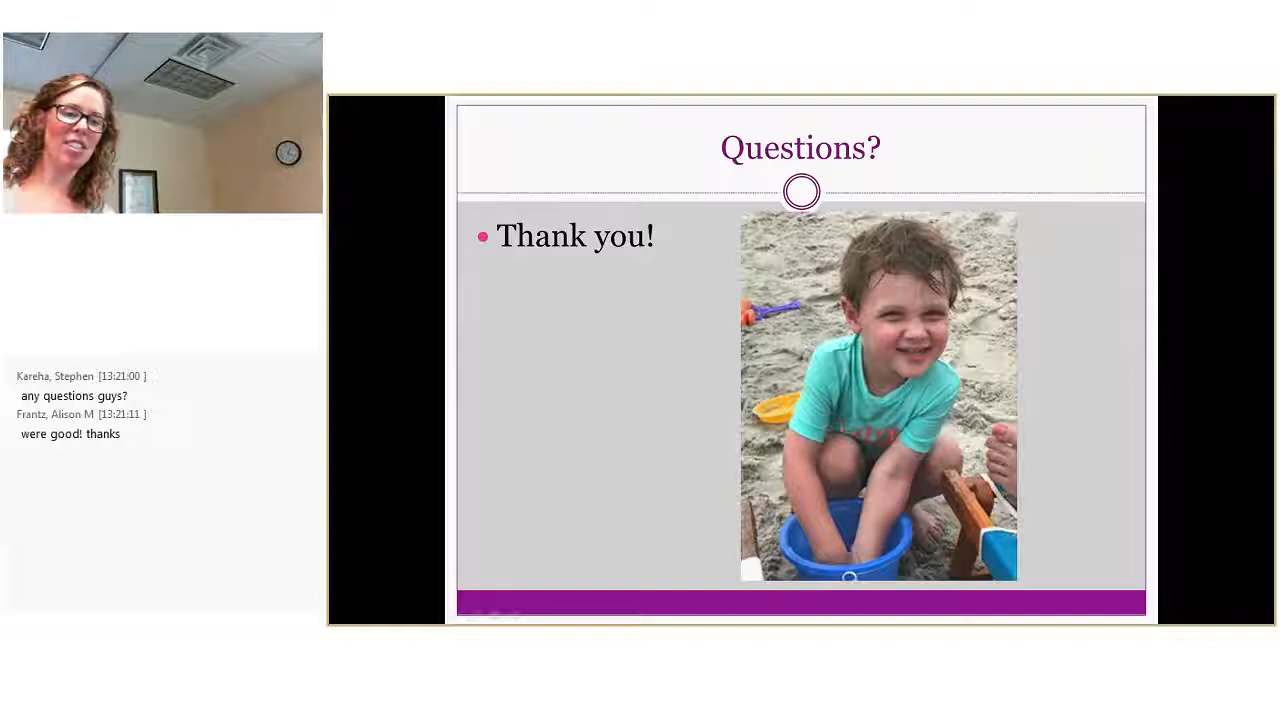 Questions?
Thank you!
Kareha, Stephen [13:21:00 ]
any questions guys?
Frantz, Alison M [13:21:11 ]
were good! thanks